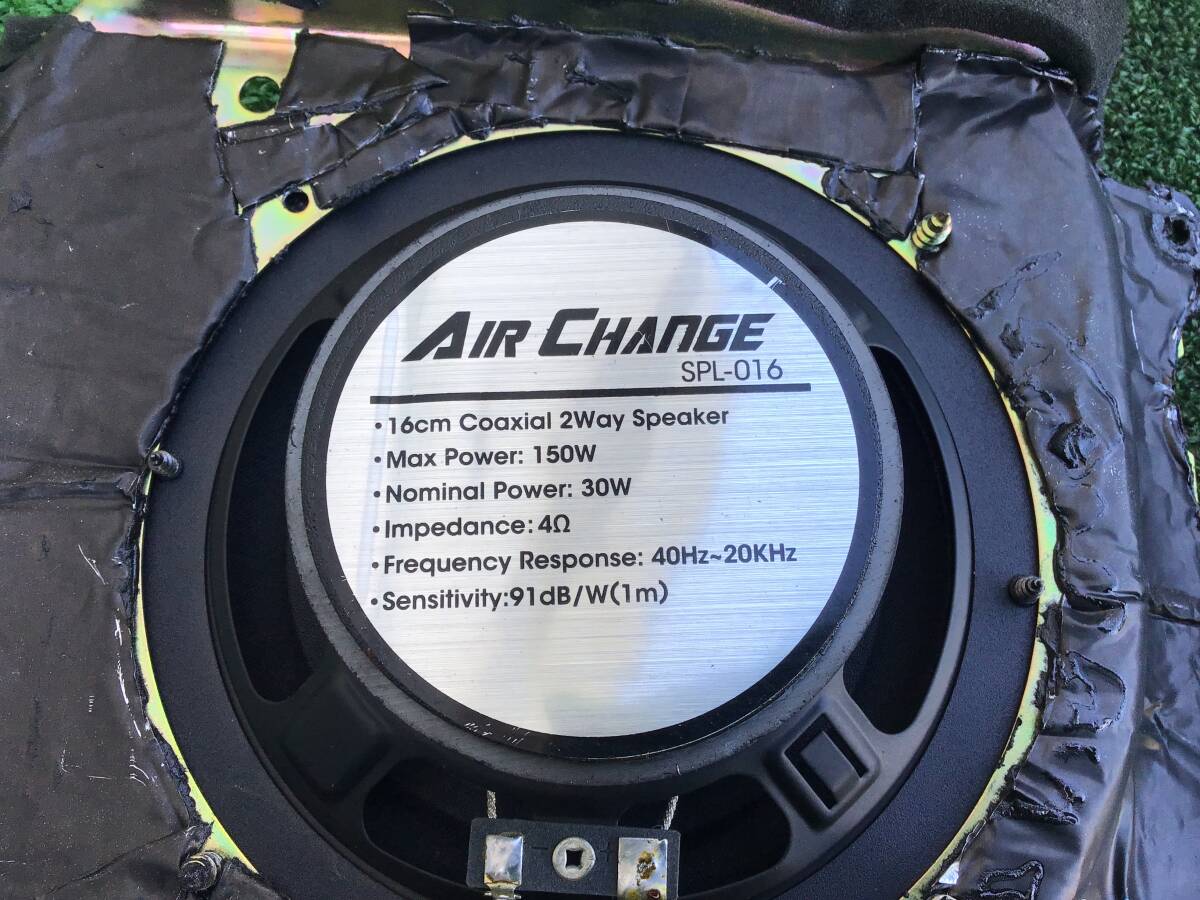 AIR CHANGE
SPL-016
•16cm Coaxial 2Way Speaker
•Max Power: 150W
•Nominal Power: 30W
•Impedance:4Ω
•Frequency Response: 40Hz~20KHz
•Sensitivity:91dB/W(1m)